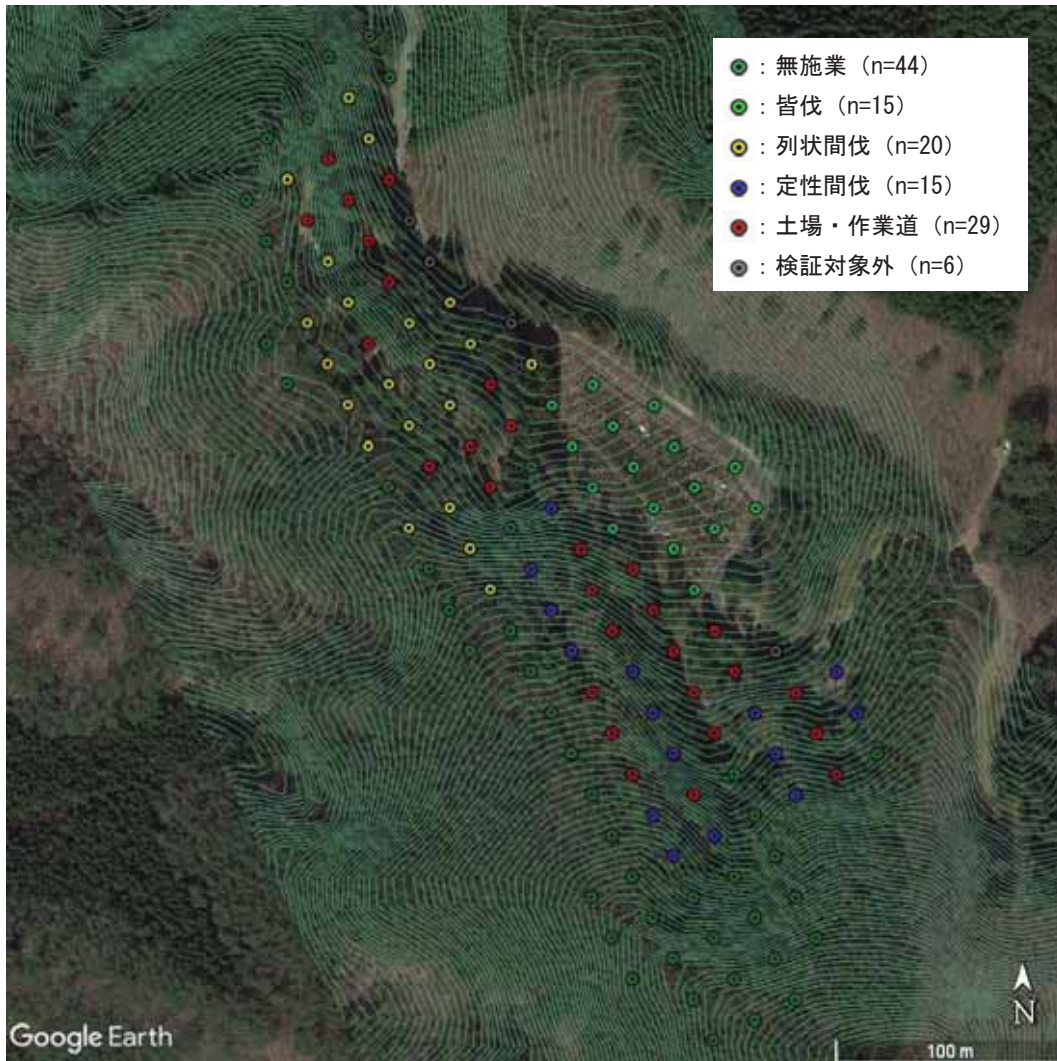 ：無施業（n=44）
：皆伐（n=15）
：列状間伐（n=20）
：定性間伐（n=15）
：土場・作業道（n=29）
：検証対象外（n=6）
N
Google Earth
100 m